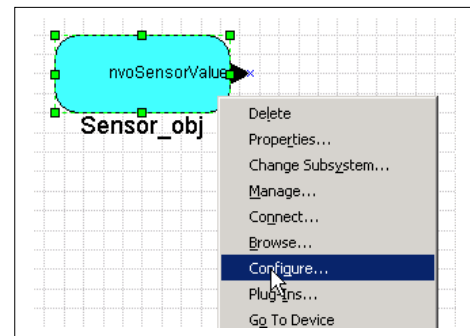 nvoSensorValue
Sensor_obj
Delete
Properties...
Change Subsystem...
Manage...
Connect...
Browse...
Configure...
Plug-Ins...
Go To Device